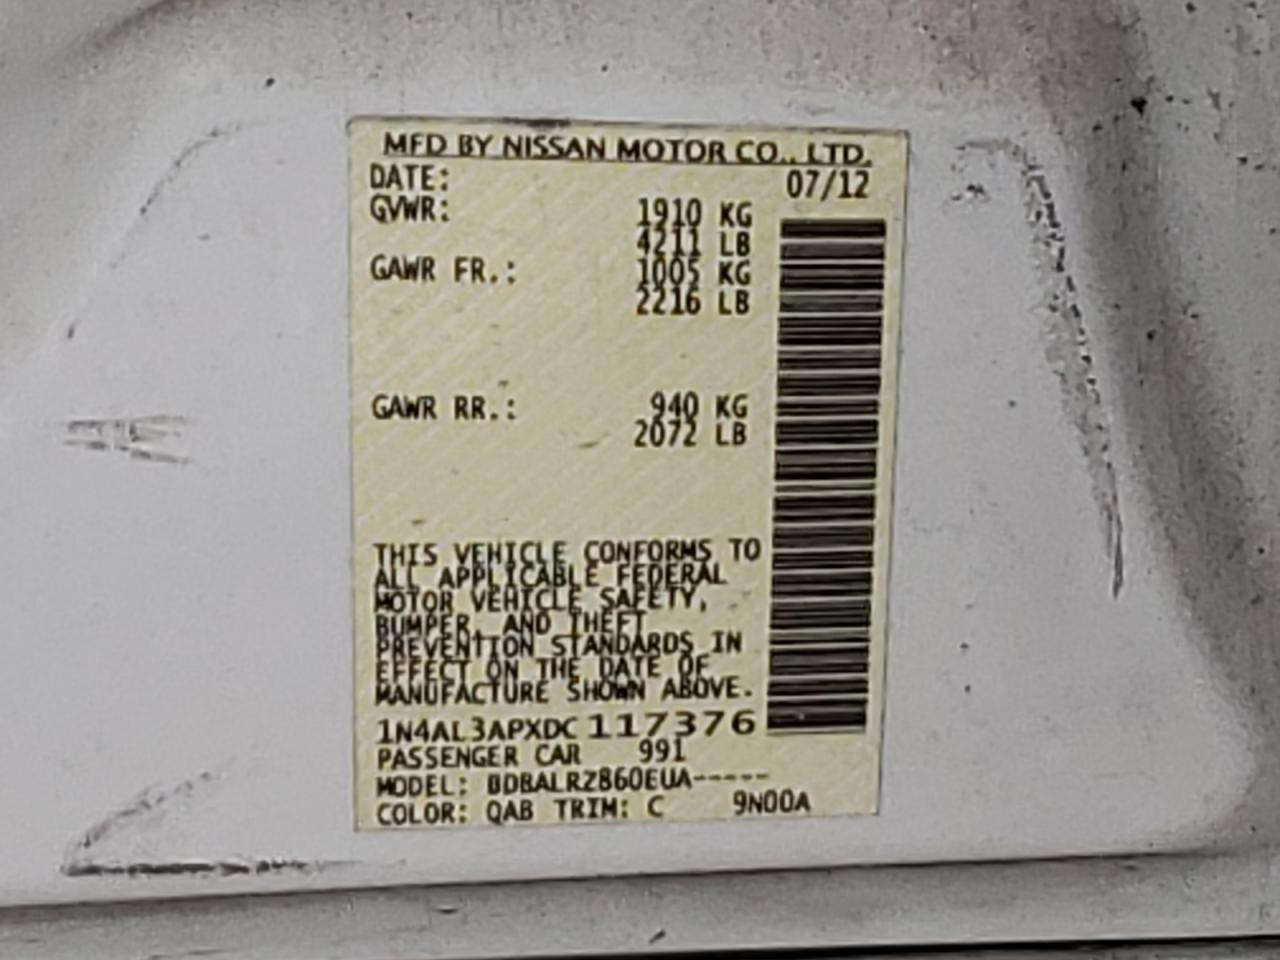 MFD BY NISSAN MOTOR CO., LTD.
DATE: 07/12
GVWR: 1910 KG
4211 LB
GAWR FR.: 1005 KG
2216 LB
GAWR RR.: 940 KG
2072 LB
THIS VEHICLE CONFORMS TO
ALL APPLICABLE FEDERAL
MOTOR VEHICLE SAFETY,
BUMPER, AND THEFT
PREVENTION STANDARDS IN
EFFECT ON THE DATE OF
MANUFACTURE SHOWN ABOVE.
1N4AL3APXDC117376
PASSENGER CAR 991
MODEL: BDBALRZ860EUA-----
COLOR: QAB TRIM: C 9N00A